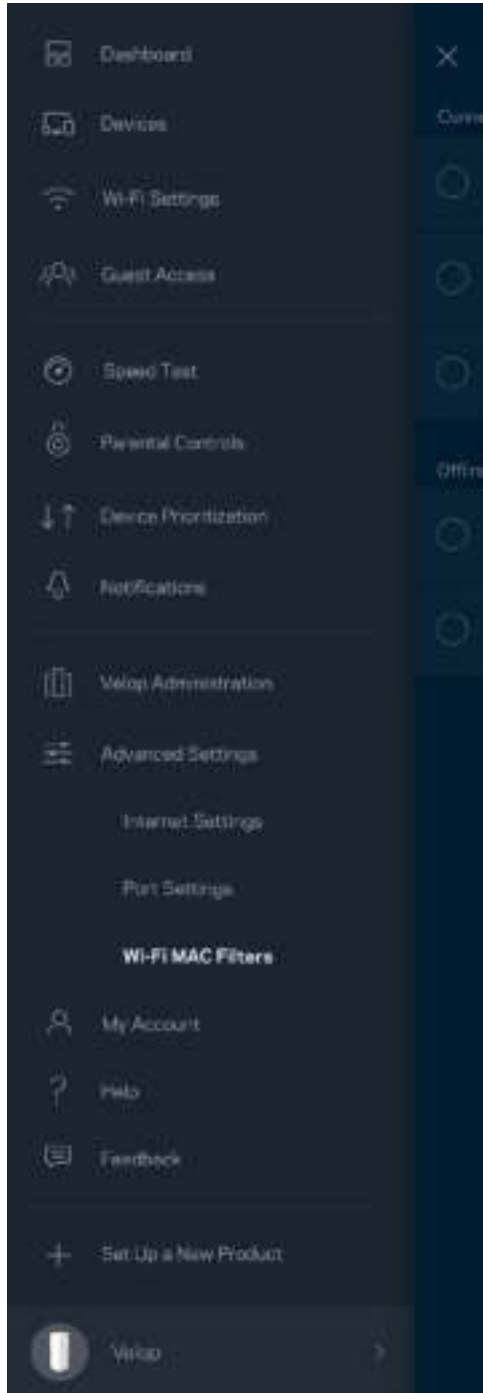 Dashboard
Devices
Wi-Fi Settings
Guest Access
Speed Test
Parental Controls
Device Prioritization
Notifications
Velop Administration
Advanced Settings
Internet Settings
Port Settings
Wi-Fi MAC Filters
My Account
Help
Feedback
Set Up a New Product
Velop